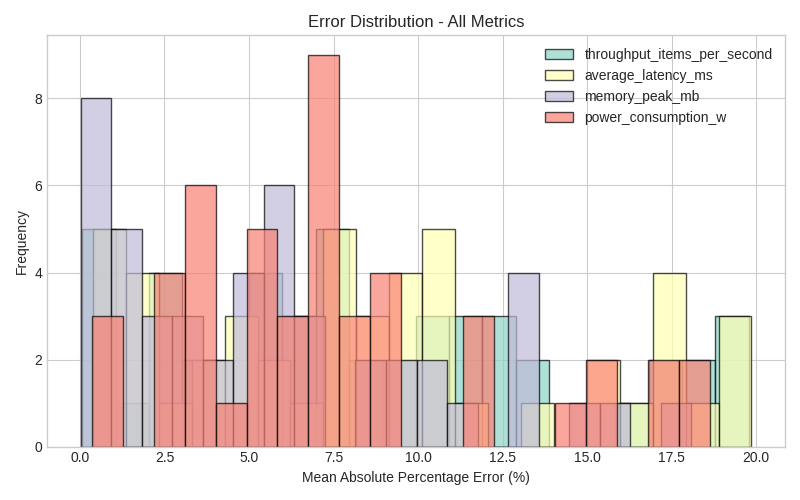 Error Distribution - All Metrics
throughput_items_per_second
average_latency_ms
memory_peak_mb
power_consumption_w
Frequency
8
6
4
2
0
0.0 2.5 5.0 7.5 10.0 12.5 15.0 17.5 20.0
Mean Absolute Percentage Error (%)